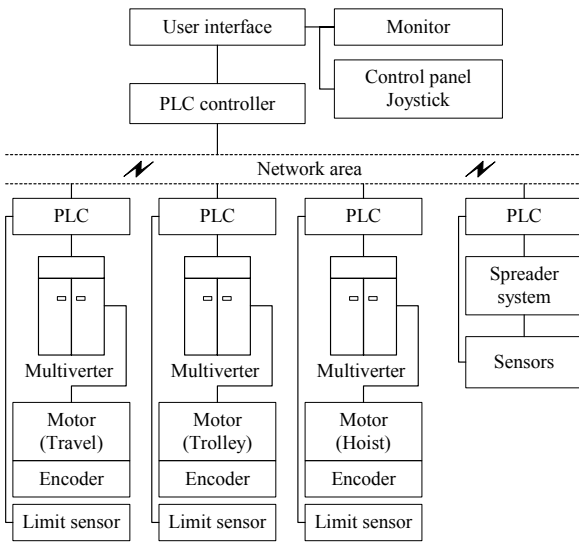 User interface
Monitor
Control panel
Joystick
PLC controller
Network area
PLC
PLC
PLC
PLC
Spreader
system
Sensors
Multiverter
Multiverter
Multiverter
Motor
(Travel)
Motor
(Trolley)
Motor
(Hoist)
Encoder
Encoder
Encoder
Limit sensor
Limit sensor
Limit sensor